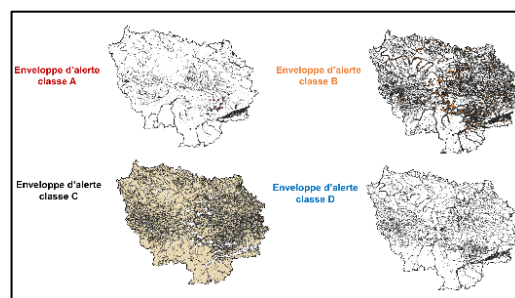 Enveloppe d'alerte
classe A
Enveloppe d'alerte
classe B
Enveloppe d'alerte
classe C
Enveloppe d'alerte
classe D